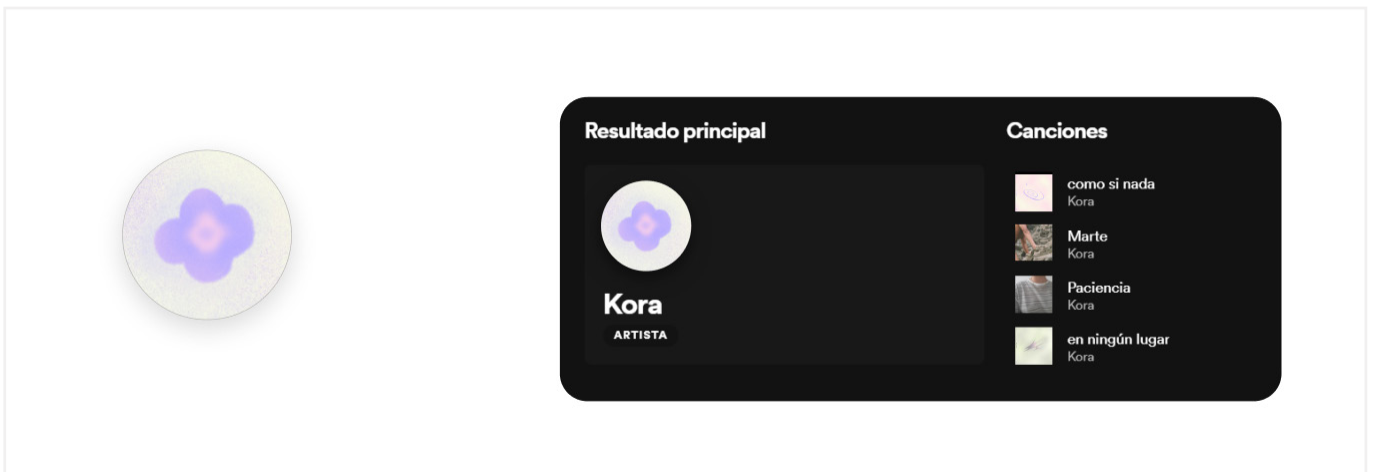 Resultado principal
Kora
ARTISTA
Canciones
como si nada
Kora
Marte
Kora
Paciencia
Kora
en ningún lugar
Kora